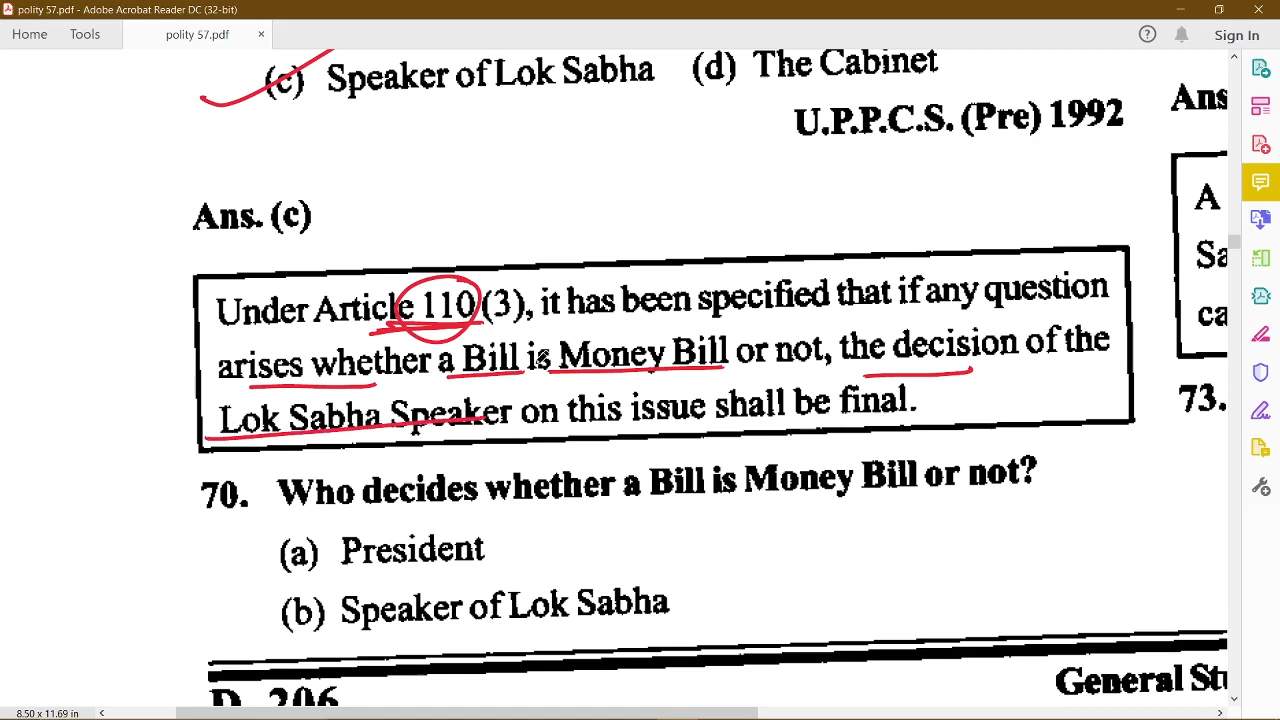 polity 57.pdf - Adobe Acrobat Reader DC (32-bit)
Home Tools polity 57.pdf × Sign In
(c) Speaker of Lok Sabha (d) The Cabinet
U.P.P.C.S. (Pre) 1992
Ans. (c)
Under Article 110 (3), it has been specified that if any question
arises whether a Bill is Money Bill or not, the decision of the
Lok Sabha Speaker on this issue shall be final.
70. Who decides whether a Bill is Money Bill or not?
(a) President
(b) Speaker of Lok Sabha
General
Ans
A
73.
8.50 x 11.69 in